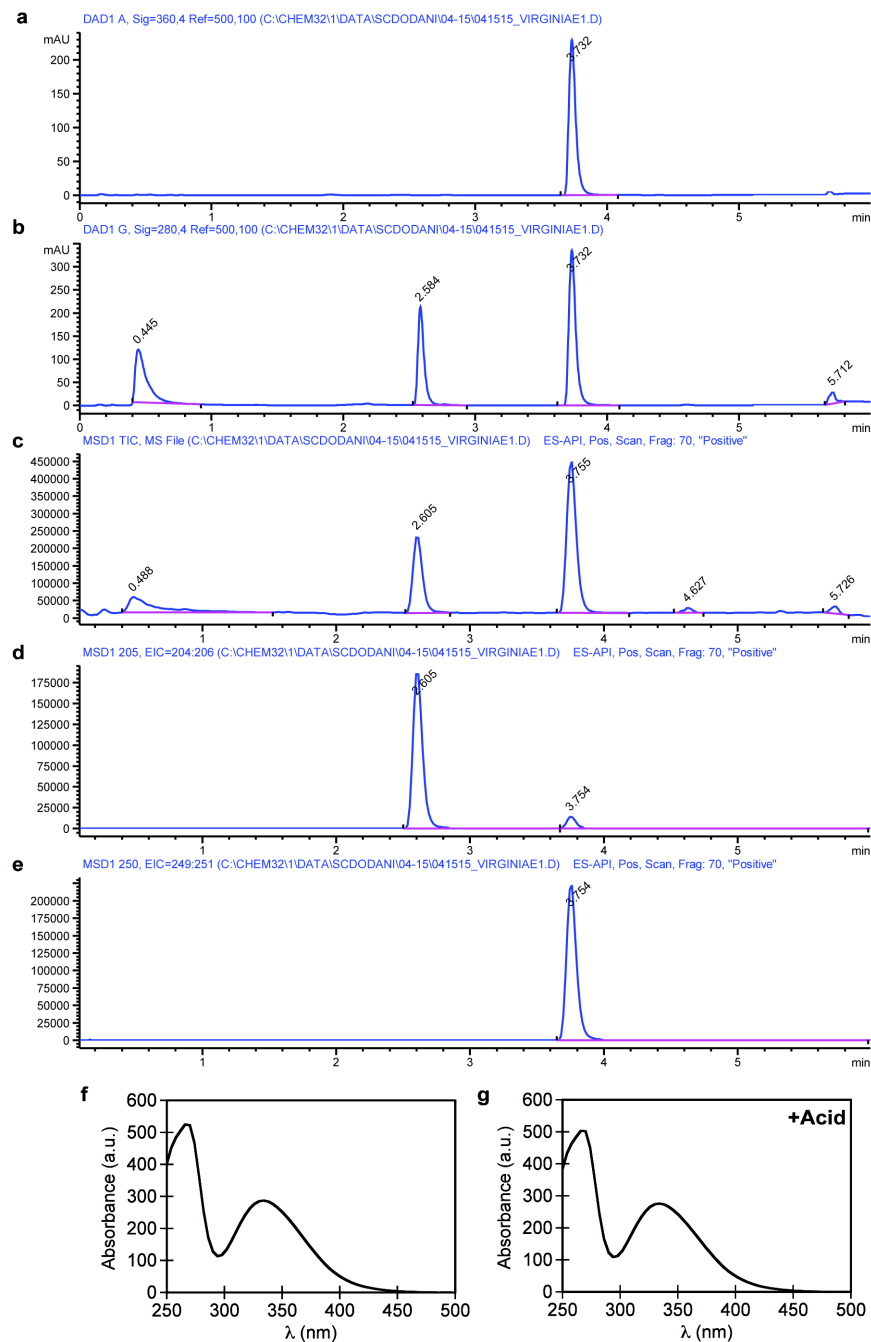 a
DAD1 A, Sig=360,4 Ref=500,100 (C:\CHEM32\1\DATA\SCDODANI\04-15\041515_VIRGINIAE1.D)
mAU
200
150
100
50
0
3.732
0 1 2 3 4 5 min
b
DAD1 G, Sig=280,4 Ref=500,100 (C:\CHEM32\1\DATA\SCDODANI\04-15\041515_VIRGINIAE1.D)
mAU
300
250
200
150
100
50
0
0.445
2.584
3.732
5.712
0 1 2 3 4 5 min
c
MSD1 TIC, MS File (C:\CHEM32\1\DATA\SCDODANI\04-15\041515_VIRGINIAE1.D) ES-API, Pos, Scan, Frag: 70, "Positive"
450000
400000
350000
300000
250000
200000
150000
100000
50000
0
0.488
2.605
3.755
4.627
5.726
1 2 3 4 5 min
d
MSD1 205, EIC=204:206 (C:\CHEM32\1\DATA\SCDODANI\04-15\041515_VIRGINIAE1.D) ES-API, Pos, Scan, Frag: 70, "Positive"
175000
150000
125000
100000
75000
50000
25000
0
2.605
3.754
1 2 3 4 5 min
e
MSD1 250, EIC=249:251 (C:\CHEM32\1\DATA\SCDODANI\04-15\041515_VIRGINIAE1.D) ES-API, Pos, Scan, Frag: 70, "Positive"
200000
175000
150000
125000
100000
75000
50000
25000
0
3.754
1 2 3 4 5 min
f
Absorbance (a.u.)
600
500
400
300
200
100
0
250 300 350 400 450 500
λ (nm)
g
+Acid
Absorbance (a.u.)
600
500
400
300
200
100
0
250 300 350 400 450 500
λ (nm)